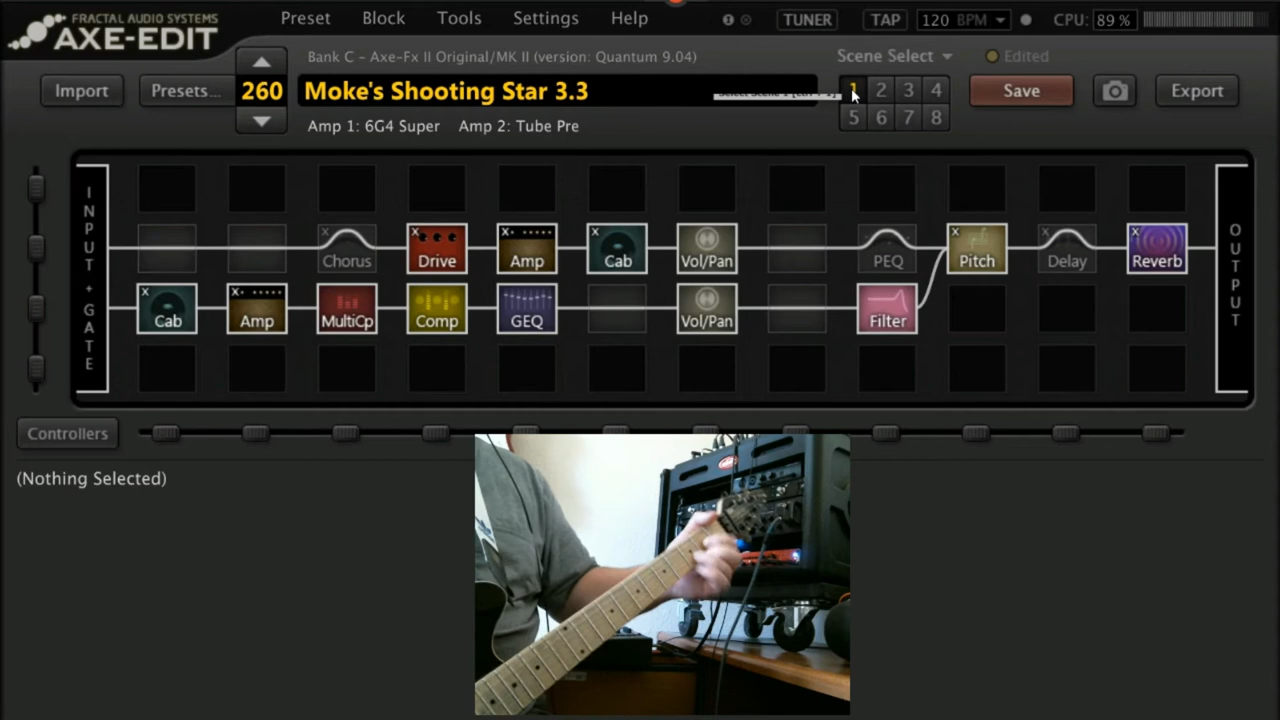 FRACTAL AUDIO SYSTEMS
AXE-EDIT
Preset Block Tools Settings Help
TUNER TAP 120 BPM CPU: 89 %
Bank C - Axe-Fx II Original/MK II (version: Quantum 9.04)
Scene Select Edited
Import Presets... 260 Moke's Shooting Star 3.3 1 2 3 4 Save Export
5 6 7 8
Amp 1: 6G4 Super Amp 2: Tube Pre
INPUT + GATE
X Chorus X Drive X Amp X Cab Vol/Pan X PEQ X Pitch X Delay X Reverb
X Cab X Amp MultiCp Comp GEQ Vol/Pan Filter
OUTPUT
Controllers
(Nothing Selected)